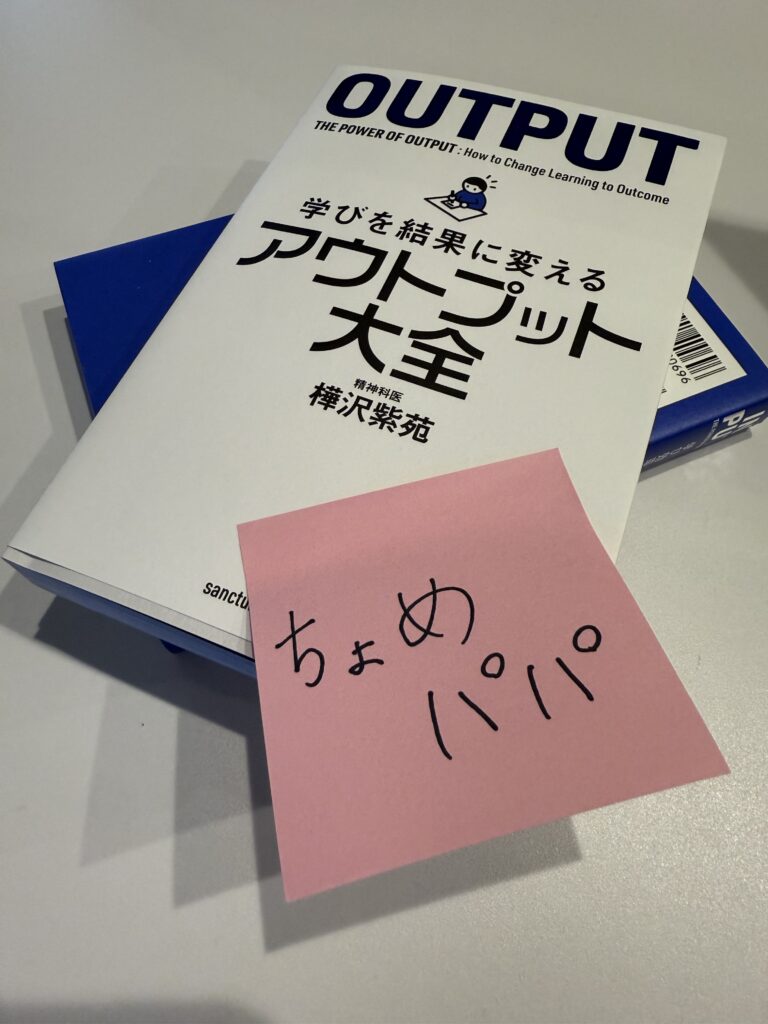 OUTPUT
THE POWER OF OUTPUT : How to Change Learning to Outcome
学びを結果に変える
アウトプット
大全
精神科医
樺沢紫苑
ちょめ
パパ